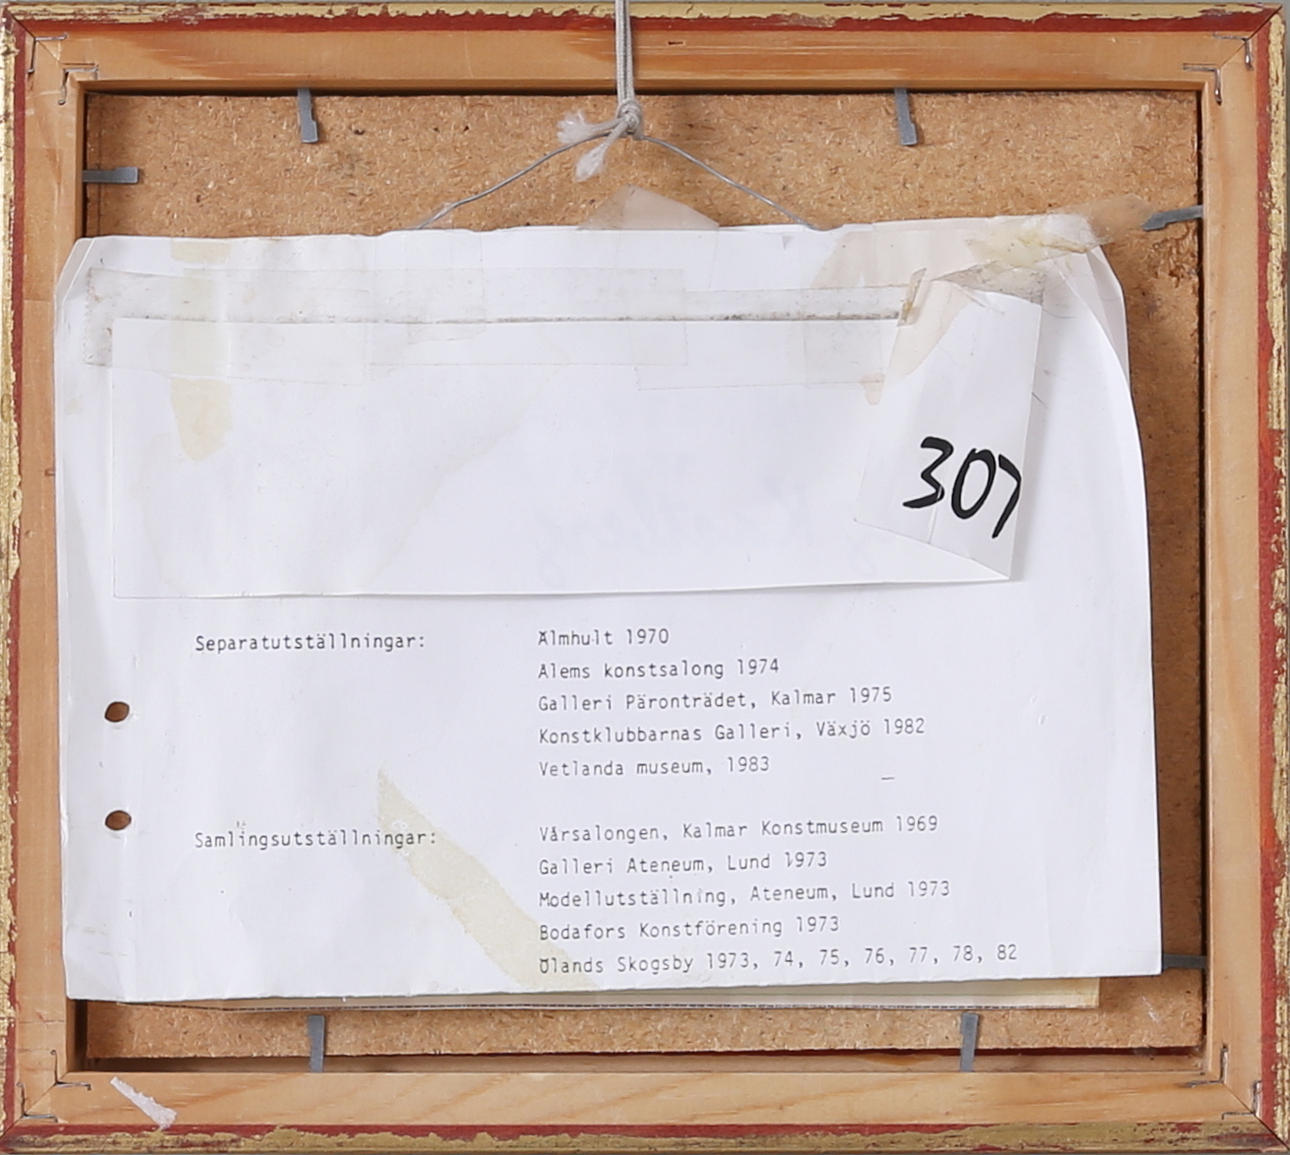 307
Separatutställningar: Älmhult 1970
Ålems konstsalong 1974
Galleri Päronträdet, Kalmar 1975
Konstklubbarnas Galleri, Växjö 1982
Vetlanda museum, 1983
Samlingsutställningar: Vårsalongen, Kalmar Konstmuseum 1969
Galleri Ateneum, Lund 1973
Modellutställning, Ateneum, Lund 1973
Bodafors Konstförening 1973
Ölands Skogsby 1973, 74, 75, 76, 77, 78, 82